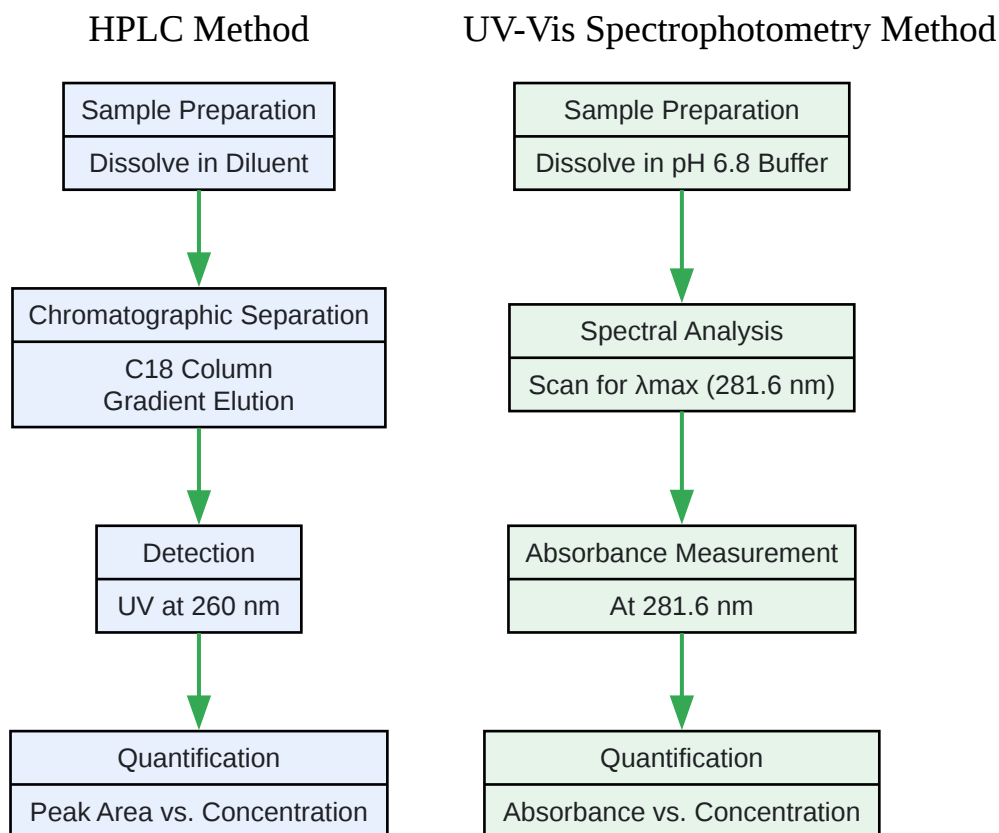 HPLC Method
Sample Preparation
Dissolve in Diluent
Chromatographic Separation
C18 Column
Gradient Elution
Detection
UV at 260 nm
Quantification
Peak Area vs. Concentration
UV-Vis Spectrophotometry Method
Sample Preparation
Dissolve in pH 6.8 Buffer
Spectral Analysis
Scan for λmax (281.6 nm)
Absorbance Measurement
At 281.6 nm
Quantification
Absorbance vs. Concentration